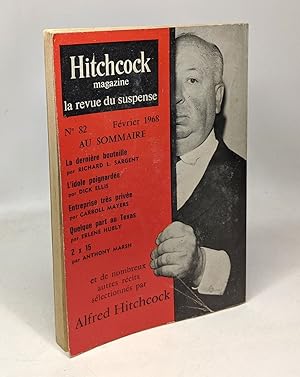 Hitchcock
magazine
la revue du suspense
N° 82 Février 1968
AU SOMMAIRE
La dernière bouteille
par RICHARD L. SARGENT
L'idole poignardée
par DICK ELLIS
Entreprise très privée
par CARROLL MAYERS
Quelque part au Texas
par ERLENE HUBLY
2 x 15
par ANTHONY MARSH
et de nombreux
autres récits
sélectionnés par
Alfred Hitchcock